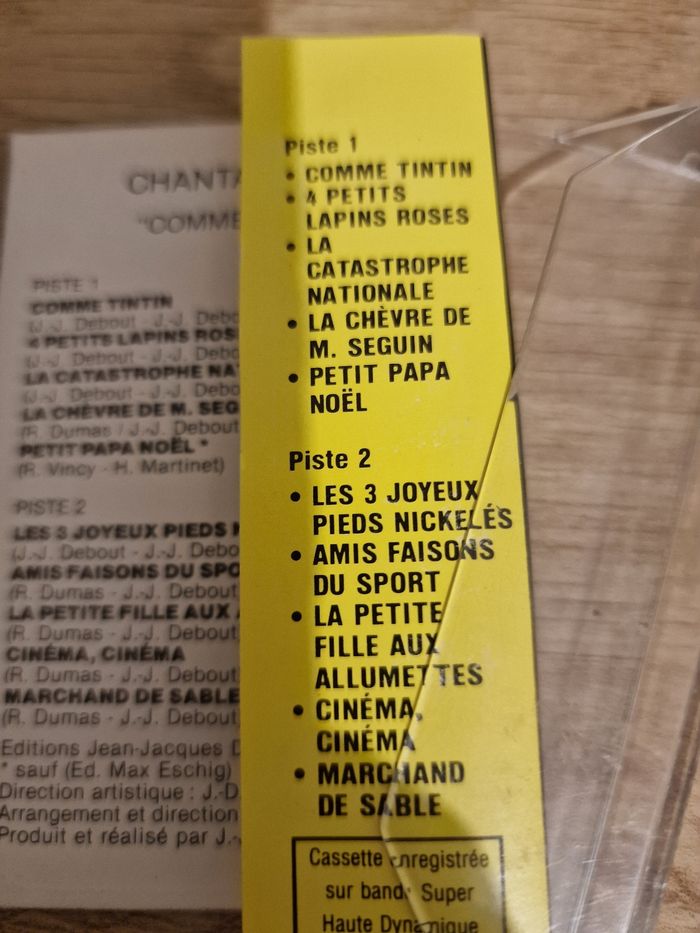 CHANTA
"COMME
PISTE 1
COMME TINTIN
(J.-J. Debout - J.-J. Debo
4 PETITS LAPINS ROS
(J.-J. Debout - J.-J. Debo
LA CATASTROPHE NA
(J.-J. Debout - J.-J. Debo
LA CHÈVRE DE M. SEG
(R. Dumas / J.-J. Debout
PETIT PAPA NOËL *
(R. Vincy - H. Martinet)
PISTE 2
LES 3 JOYEUX PIEDS N
(J.-J. Debout - J.-J. Debo
AMIS FAISONS DU SPO
(R. Dumas - J.-J. Debout
LA PETITE FILLE AUX
(R. Dumas - J.-J. Debout
CINÉMA, CINÉMA
(R. Dumas - J.-J. Debout
MARCHAND DE SABLE
(R. Dumas - J.-J. Debout
Editions Jean-Jacques D
* sauf (Ed. Max Eschig)
Direction artistique : J.-D.
Arrangement et direction
Produit et réalisé par J.-
Piste 1
• COMME TINTIN
• 4 PETITS
LAPINS ROSES
• LA
CATASTROPHE
NATIONALE
• LA CHÈVRE DE
M. SEGUIN
• PETIT PAPA
NOËL
Piste 2
• LES 3 JOYEUX
PIEDS NICKELÉS
• AMIS FAISONS
DU SPORT
• LA PETITE
FILLE AUX
ALLUMETTES
• CINÉMA,
CINÉMA
• MARCHAND
DE SABLE
Cassette enregistrée
sur bande Super
Haute Dynamique